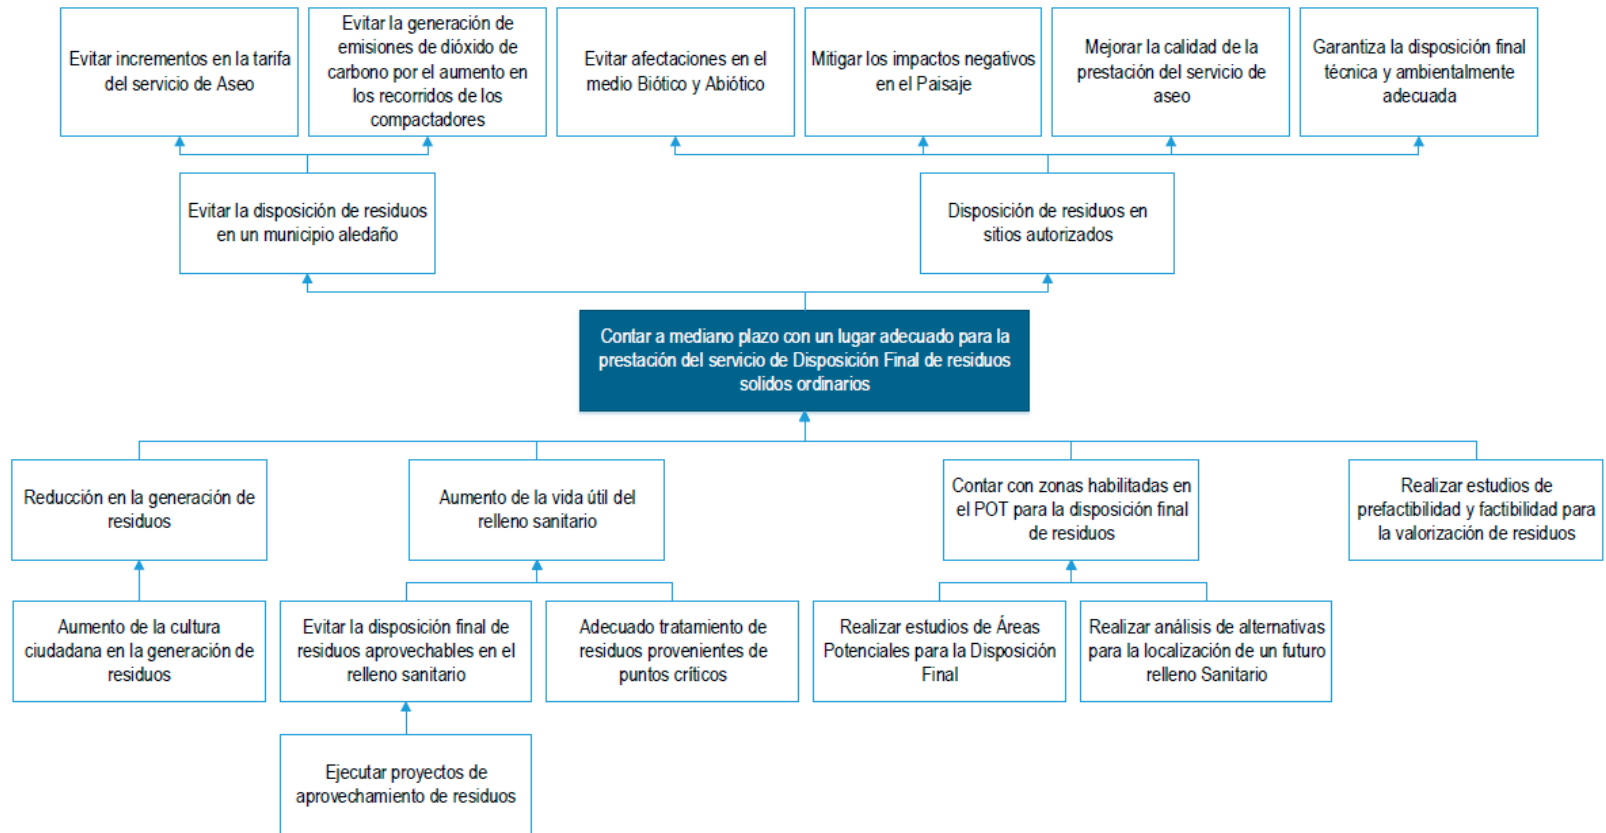 Evitar incrementos en la tarifa
del servicio de Aseo
Evitar la generación de
emisiones de dióxido de
carbono por el aumento en
los recorridos de los
compactadores
Evitar afectaciones en el
medio Biótico y Abiótico
Mitigar los impactos negativos
en el Paisaje
Mejorar la calidad de la
prestación del servicio de
aseo
Garantiza la disposición final
técnica y ambientalmente
adecuada
Evitar la disposición de residuos
en un municipio aledaño
Disposición de residuos en
sitios autorizados
Contar a mediano plazo con un lugar adecuado para la
prestación del servicio de Disposición Final de residuos
solidos ordinarios
Reducción en la generación de
residuos
Aumento de la vida útil del
relleno sanitario
Contar con zonas habilitadas en
el POT para la disposición final
de residuos
Realizar estudios de
prefactibilidad y factibilidad para
la valorización de residuos
Aumento de la cultura
ciudadana en la generación de
residuos
Evitar la disposición final de
residuos aprovechables en el
relleno sanitario
Adecuado tratamiento de
residuos provenientes de
puntos críticos
Realizar estudios de Áreas
Potenciales para la Disposición
Final
Realizar análisis de alternativas
para la localización de un futuro
relleno Sanitario
Ejecutar proyectos de
aprovechamiento de residuos